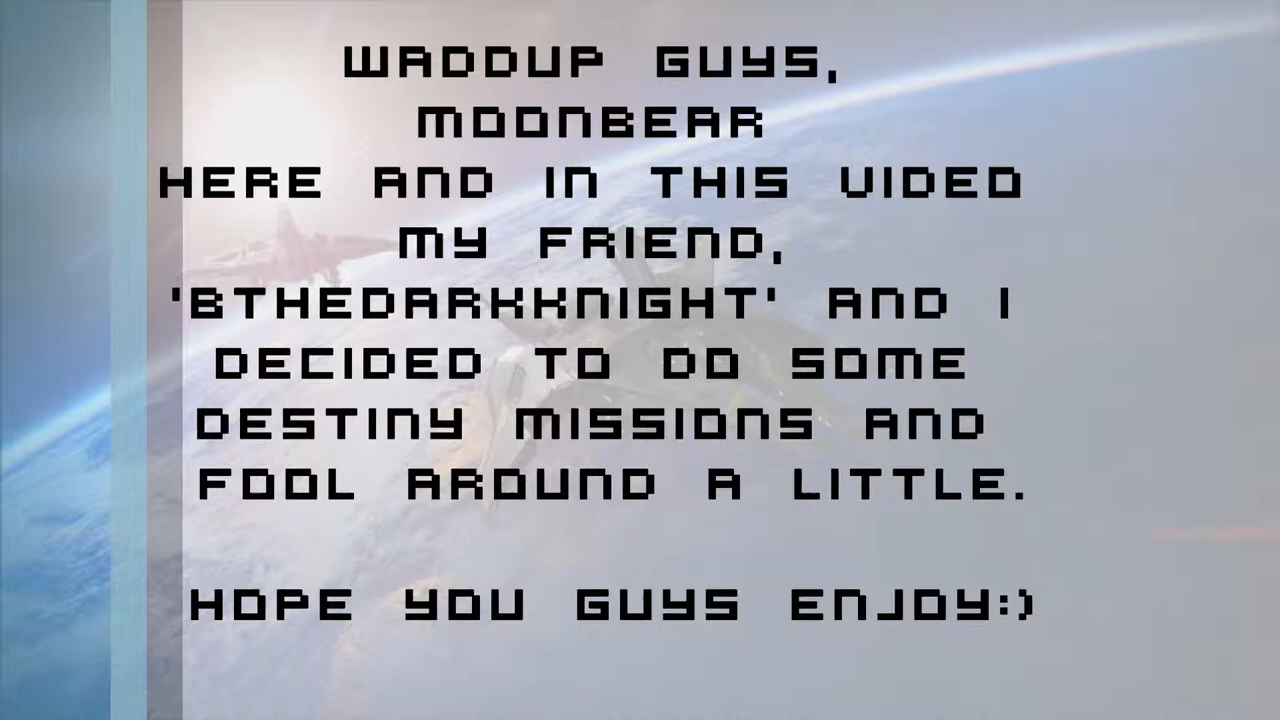 WADDUP GUYS,
MOONBEAR
HERE AND IN THIS VIDEO
MY FRIEND,
'BTHEDARKKNIGHT' AND I
DECIDED TO DO SOME
DESTINY MISSIONS AND
FOOL AROUND A LITTLE.
HOPE YOU GUYS ENJOY:)